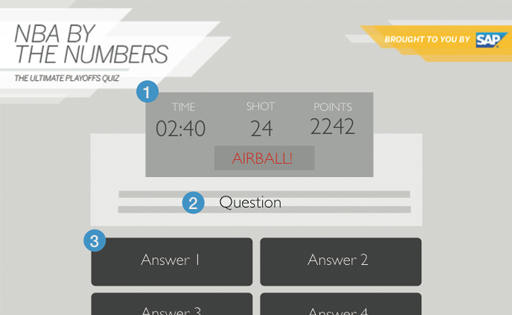 NBA BY
THE NUMBERS
THE ULTIMATE PLAYOFFS QUIZ
BROUGHT TO YOU BY SAP
1
TIME SHOT POINTS
02:40 24 2242
AIRBALL!
2 Question
3
Answer 1 Answer 2
Answer 3 Answer 4